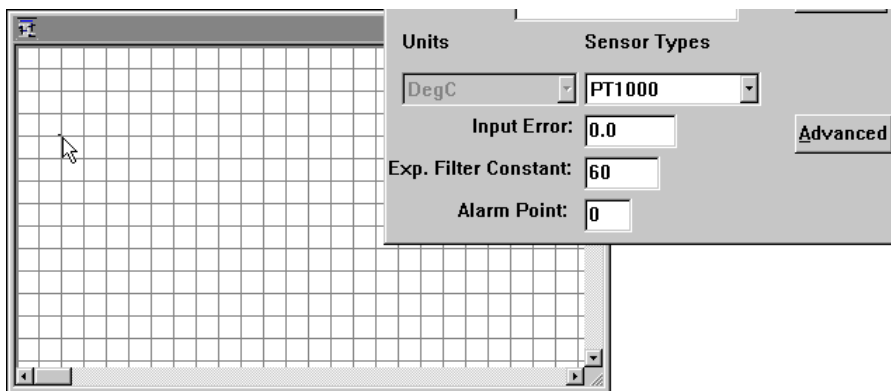 Units Sensor Types
DegC PT1000
Input Error: 0.0
Advanced
Exp. Filter Constant: 60
Alarm Point: 0